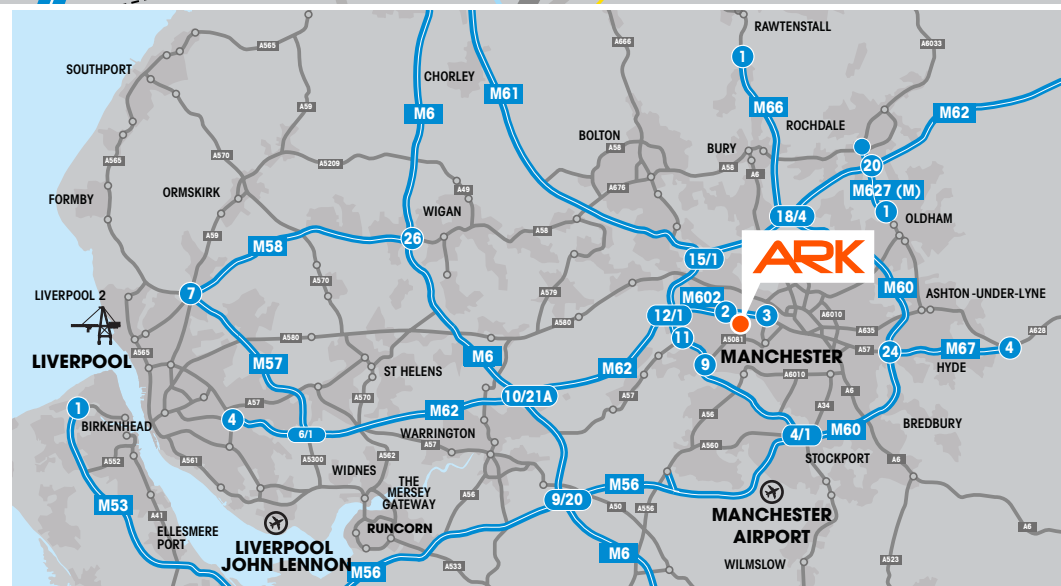 RAWTENSTALL
A565
A666
A6033
1
SOUTHPORT
CHORLEY
M61
M6
M66
M62
A59
ROCHDALE
BOLTON
A58
BURY
A58
A6
A565
A570
A5209
20
ORMSKIRK
A49
A676
M627 (M)
FORMBY
WIGAN
1
OLDHAM
18/4
A59
M58
26
A58
ARK
15/1
A570
A579
M60
ASHTON-UNDER-LYNE
LIVERPOOL 2
7
M602
12/1
2
3
A6010
A580
A580
A635
A628
A565
11
A5081
LIVERPOOL
M57
M6
MANCHESTER
A57
24
M67
4
9
HYDE
ST HELENS
M62
A6010
A6
A57
A570
10/21A
A57
1
4
M62
A56
A34
BIRKENHEAD
6/1
WARRINGTON
4/1
M60
BREDBURY
A57
A560
A552
A561
A5300
A562
STOCKPORT
A6
WIDNES
THE
MERSEY
GATEWAY
M56
M53
A56
9/20
A50
A556
A41
MANCHESTER
AIRPORT
ELLESMERE
PORT
RUNCORN
A6
LIVERPOOL
JOHN LENNON
M6
M56
A533
WILMSLOW
A523